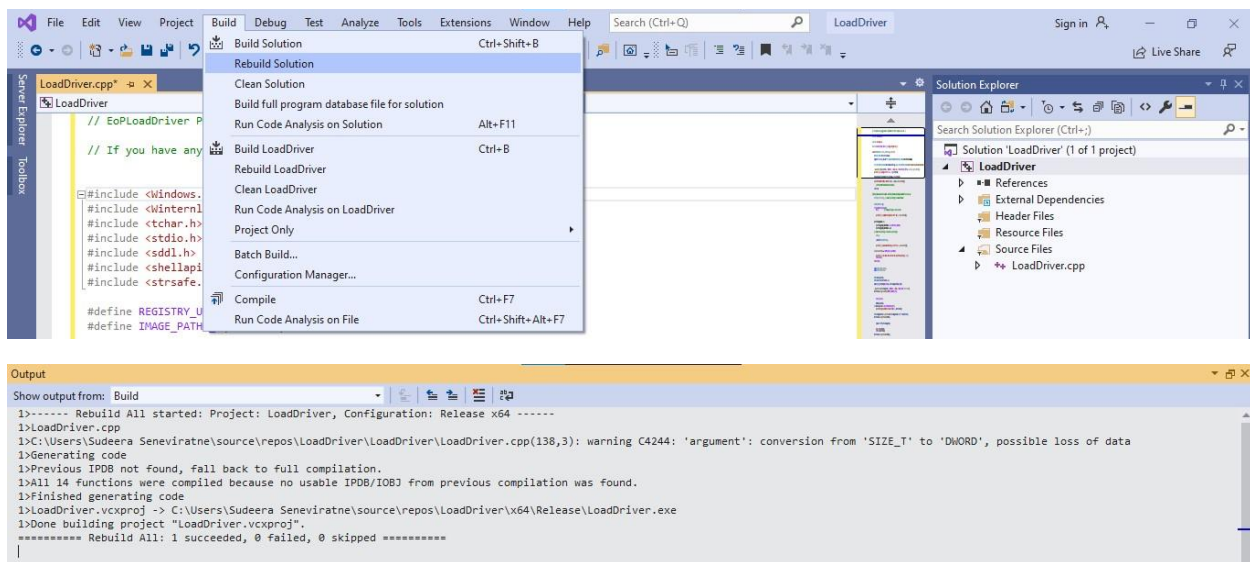 File Edit View Project Build Debug Test Analyze Tools Extensions Window Help Search (Ctrl+Q) LoadDriver Sign in
Live Share
Build Solution Ctrl+Shift+B
Rebuild Solution
Clean Solution
Build full program database file for solution
Run Code Analysis on Solution Alt+F11
Build LoadDriver Ctrl+B
Rebuild LoadDriver
Clean LoadDriver
Run Code Analysis on LoadDriver
Project Only
Batch Build...
Configuration Manager...
Compile Ctrl+F7
Run Code Analysis on File Ctrl+Shift+Alt+F7
Server Explorer
Toolbox
LoadDriver.cpp*
LoadDriver
// EoPLoadDriver P
// If you have any
#include <Windows.
#include <Winternl
#include <tchar.h>
#include <stdio.h>
#include <sddl.h>
#include <shellapi
#include <strsafe.
#define REGISTRY_U
#define IMAGE_PATH
Solution Explorer
Search Solution Explorer (Ctrl+;)
Solution 'LoadDriver' (1 of 1 project)
LoadDriver
References
External Dependencies
Header Files
Resource Files
Source Files
++ LoadDriver.cpp
Output
Show output from: Build
1>------ Rebuild All started: Project: LoadDriver, Configuration: Release x64 ------
1>LoadDriver.cpp
1>C:\Users\Sudeera Seneviratne\source\repos\LoadDriver\LoadDriver\LoadDriver.cpp(138,3): warning C4244: 'argument': conversion from 'SIZE_T' to 'DWORD', possible loss of data
1>Generating code
1>Previous IPDB not found, fall back to full compilation.
1>All 14 functions were compiled because no usable IPDB/IOBJ from previous compilation was found.
1>Finished generating code
1>LoadDriver.vcxproj -> C:\Users\Sudeera Seneviratne\source\repos\LoadDriver\x64\Release\LoadDriver.exe
1>Done building project "LoadDriver.vcxproj".
========== Rebuild All: 1 succeeded, 0 failed, 0 skipped ==========